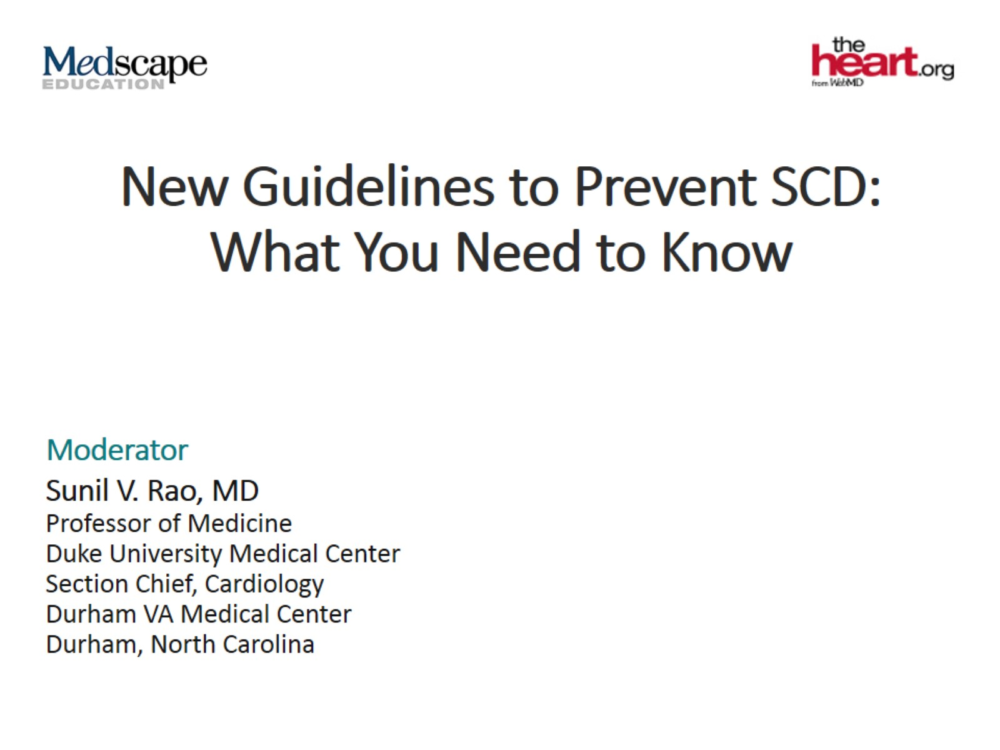 Medscape
EDUCATION
the
heart.org
from WebMD
New Guidelines to Prevent SCD:
What You Need to Know
Moderator
Sunil V. Rao, MD
Professor of Medicine
Duke University Medical Center
Section Chief, Cardiology
Durham VA Medical Center
Durham, North Carolina